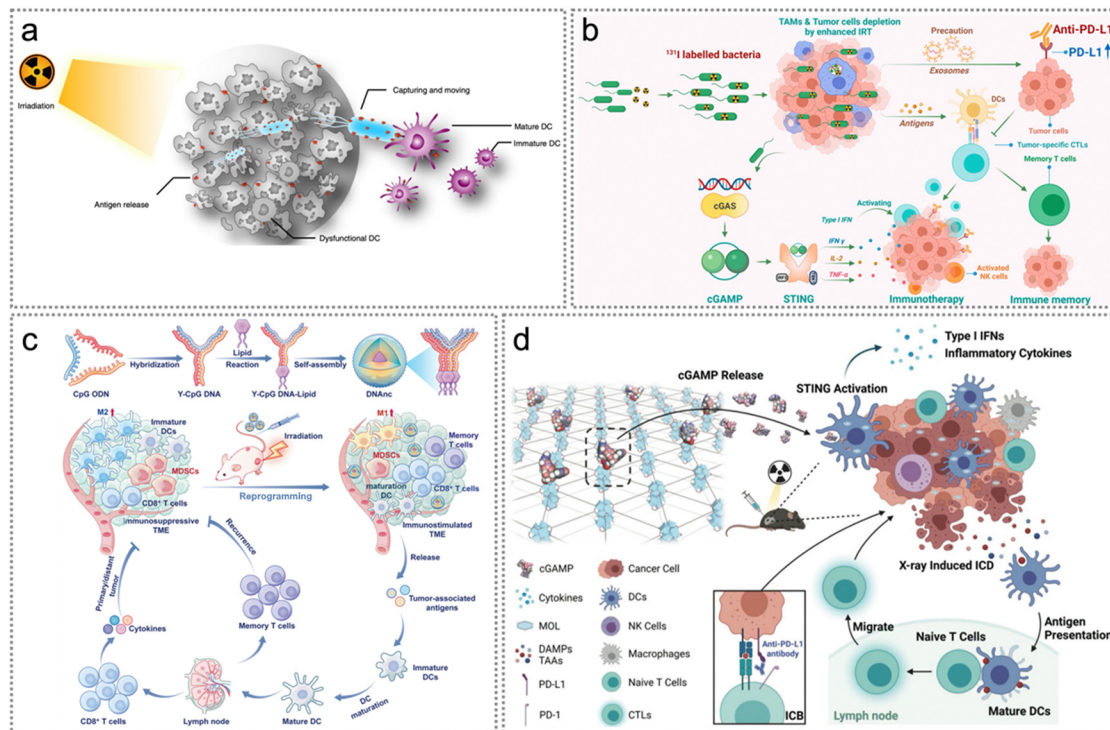 a
Irradiation
Antigen release
Dysfunctional DC
Capturing and moving
Mature DC
Immature DC
b
131I labelled bacteria
TAMs & Tumor cells depletion
by enhanced IRT
Precaution
Exosomes
Antigens
Anti-PD-L1
PD-L1
DCs
Tumor cells
Tumor-specific CTLs
Memory T cells
cGAS
cGAMP
STING
Type I IFN
Activating
IFN γ
IL-2
TNF-α
Activated
NK cells
Immunotherapy
Immune memory
c
CpG ODN
Hybridization
Y-CpG DNA
Lipid
Reaction
Y-CpG DNA-Lipid
Self-assembly
DNAnc
M2
Immature
DCs
MDSCs
CD8+ T cells
Immunosuppressive
TME
Irradiation
Reprogramming
M1
Memory
T cells
MDSCs
maturation
DC
CD8+ T cells
Immunostimulated
TME
Release
Tumor-associated
antigens
Immature
DCs
DC
maturation
Mature DC
Lymph node
CD8+ T cells
Cytokines
Primary/distant
tumor
Memory T cells
Recurrence
d
cGAMP Release
STING Activation
Type I IFNs
Inflammatory Cytokines
X-ray Induced ICD
Antigen
Presentation
Mature DCs
Naive T Cells
Migrate
Lymph node
cGAMP
Cytokines
MOL
DAMPs
TAAs
PD-L1
PD-1
Cancer Cell
DCs
NK Cells
Macrophages
Naive T Cells
CTLs
Anti-PD-L1
antibody
ICB